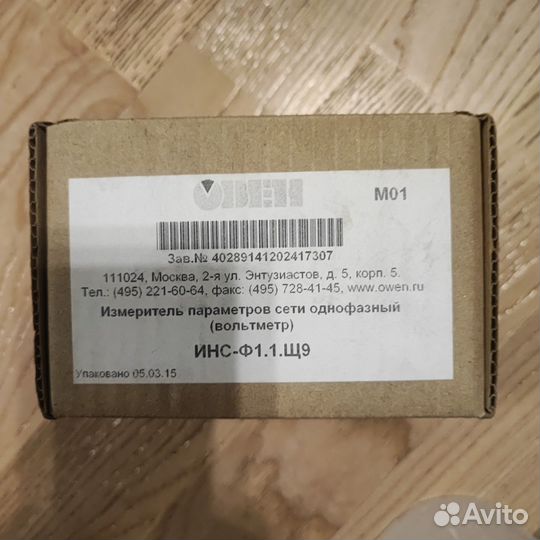 ОВЕН
М01
Зав.№ 40289141202417307
111024, Москва, 2-я ул. Энтузиастов, д. 5, корп. 5.
Тел.: (495) 221-60-64, факс: (495) 728-41-45, www.owen.ru
Измеритель параметров сети однофазный
(вольтметр)
ИНС-Ф1.1.Щ9
Упаковано 05.03.15
Avito